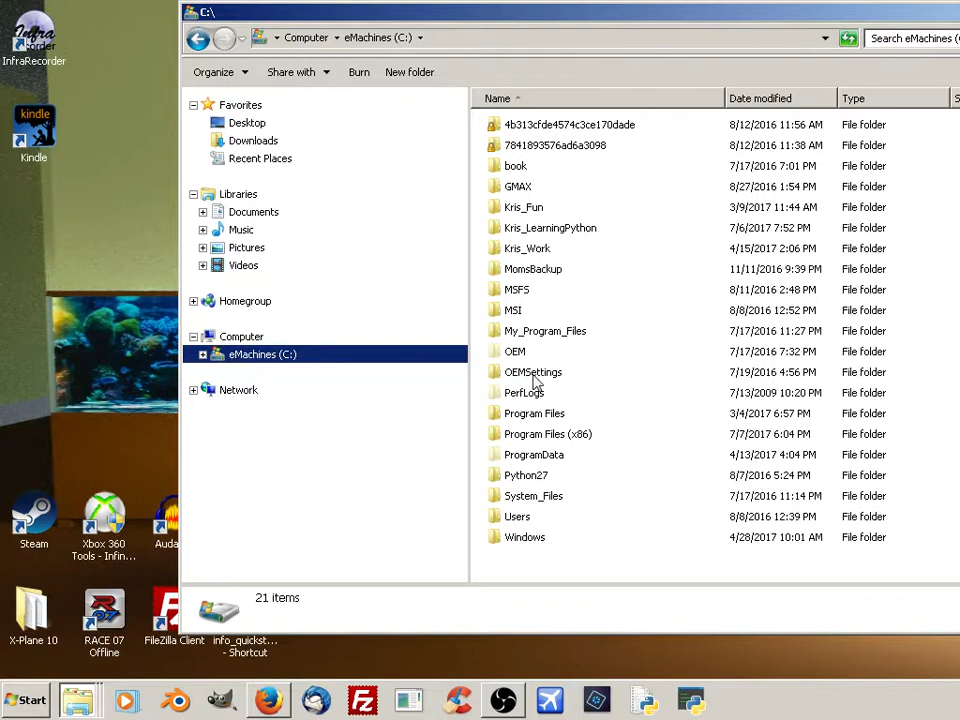 C:\
Computer eMachines (C:) Search eMachines (
Organize Share with Burn New folder
Favorites
Desktop
Downloads
Recent Places
Libraries
Documents
Music
Pictures
Videos
Homegroup
Computer
eMachines (C:)
Network
Name Date modified Type S
4b313cfde4574c3ce170dade 8/12/2016 11:56 AM File folder
7841893576ad6a3098 8/12/2016 11:38 AM File folder
book 7/17/2016 7:01 PM File folder
GMAX 8/27/2016 1:54 PM File folder
Kris_Fun 3/9/2017 11:44 AM File folder
Kris_LearningPython 7/6/2017 7:52 PM File folder
Kris_Work 4/15/2017 2:06 PM File folder
MomsBackup 11/11/2016 9:39 PM File folder
MSFS 8/11/2016 2:48 PM File folder
MSI 8/8/2016 12:52 PM File folder
My_Program_Files 7/17/2016 11:27 PM File folder
OEM 7/17/2016 7:32 PM File folder
OEMSettings 7/19/2016 4:56 PM File folder
PerfLogs 7/13/2009 10:20 PM File folder
Program Files 3/4/2017 6:57 PM File folder
Program Files (x86) 7/7/2017 6:04 PM File folder
ProgramData 4/13/2017 4:04 PM File folder
Python27 8/7/2016 5:24 PM File folder
System_Files 7/17/2016 11:14 PM File folder
Users 8/8/2016 12:39 PM File folder
Windows 4/28/2017 10:01 AM File folder
21 items
Infra
Recorder
InfraRecorder
kindle
Kindle
Steam
Xbox 360
Tools - Infin...
Auda
X-Plane 10
RACE 07
Offline
FileZilla Client
info_quickst...
- Shortcut
Start